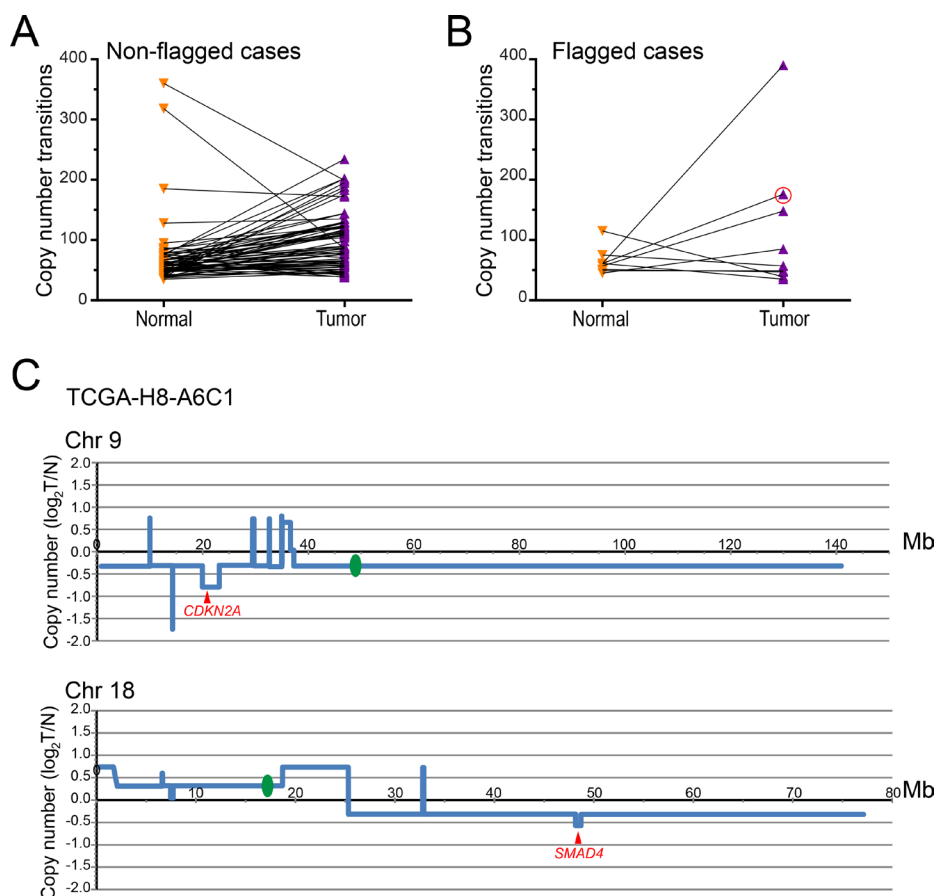 A
Non-flagged cases
Copy number transitions
400
300
200
100
0
Normal
Tumor
B
Flagged cases
Copy number transitions
400
300
200
100
0
Normal
Tumor
C
TCGA-H8-A6C1
Chr 9
Copy number (log2T/N)
2.0
1.5
1.0
0.5
0.0
-0.5
-1.0
-1.5
-2.0
0 20 40 60 80 100 120 140 Mb
CDKN2A
Chr 18
Copy number (log2T/N)
2.0
1.5
1.0
0.5
0.0
-0.5
-1.0
-1.5
-2.0
0 10 20 30 40 50 60 70 80 Mb
SMAD4